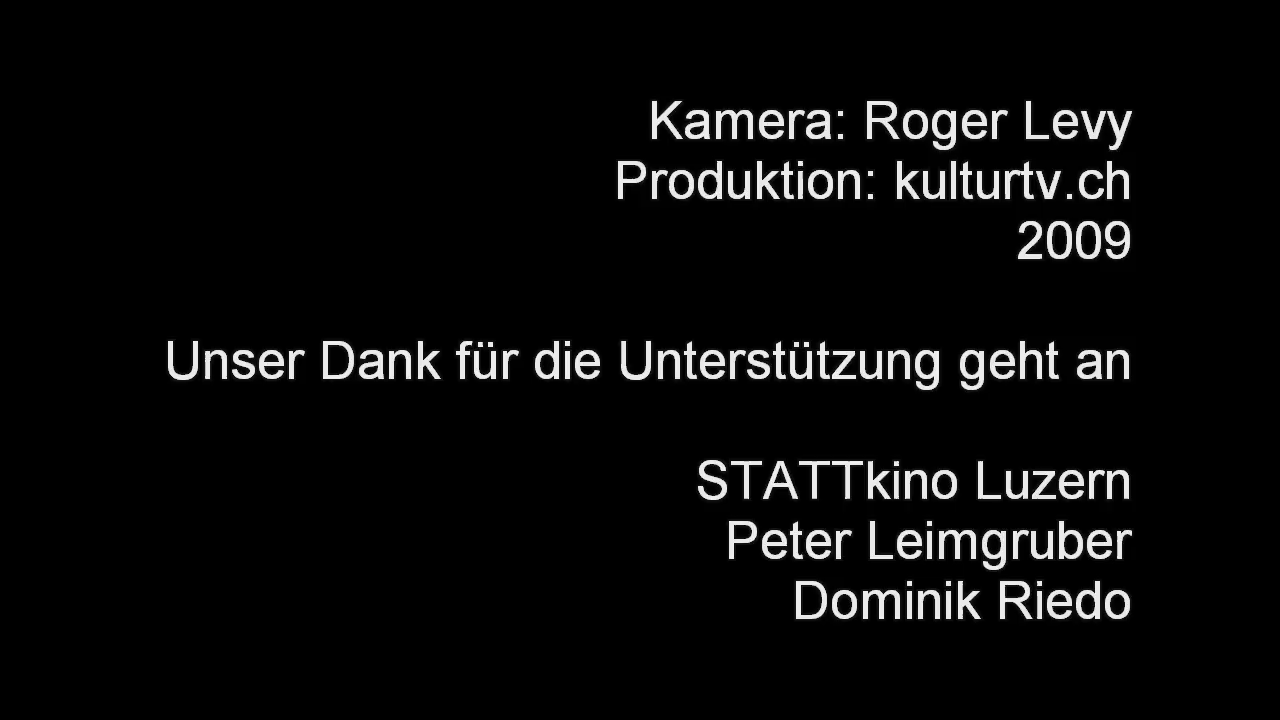 Kamera: Roger Levy
Produktion: kulturtv.ch
2009
Unser Dank für die Unterstützung geht an
STATTkino Luzern
Peter Leimgruber
Dominik Riedo